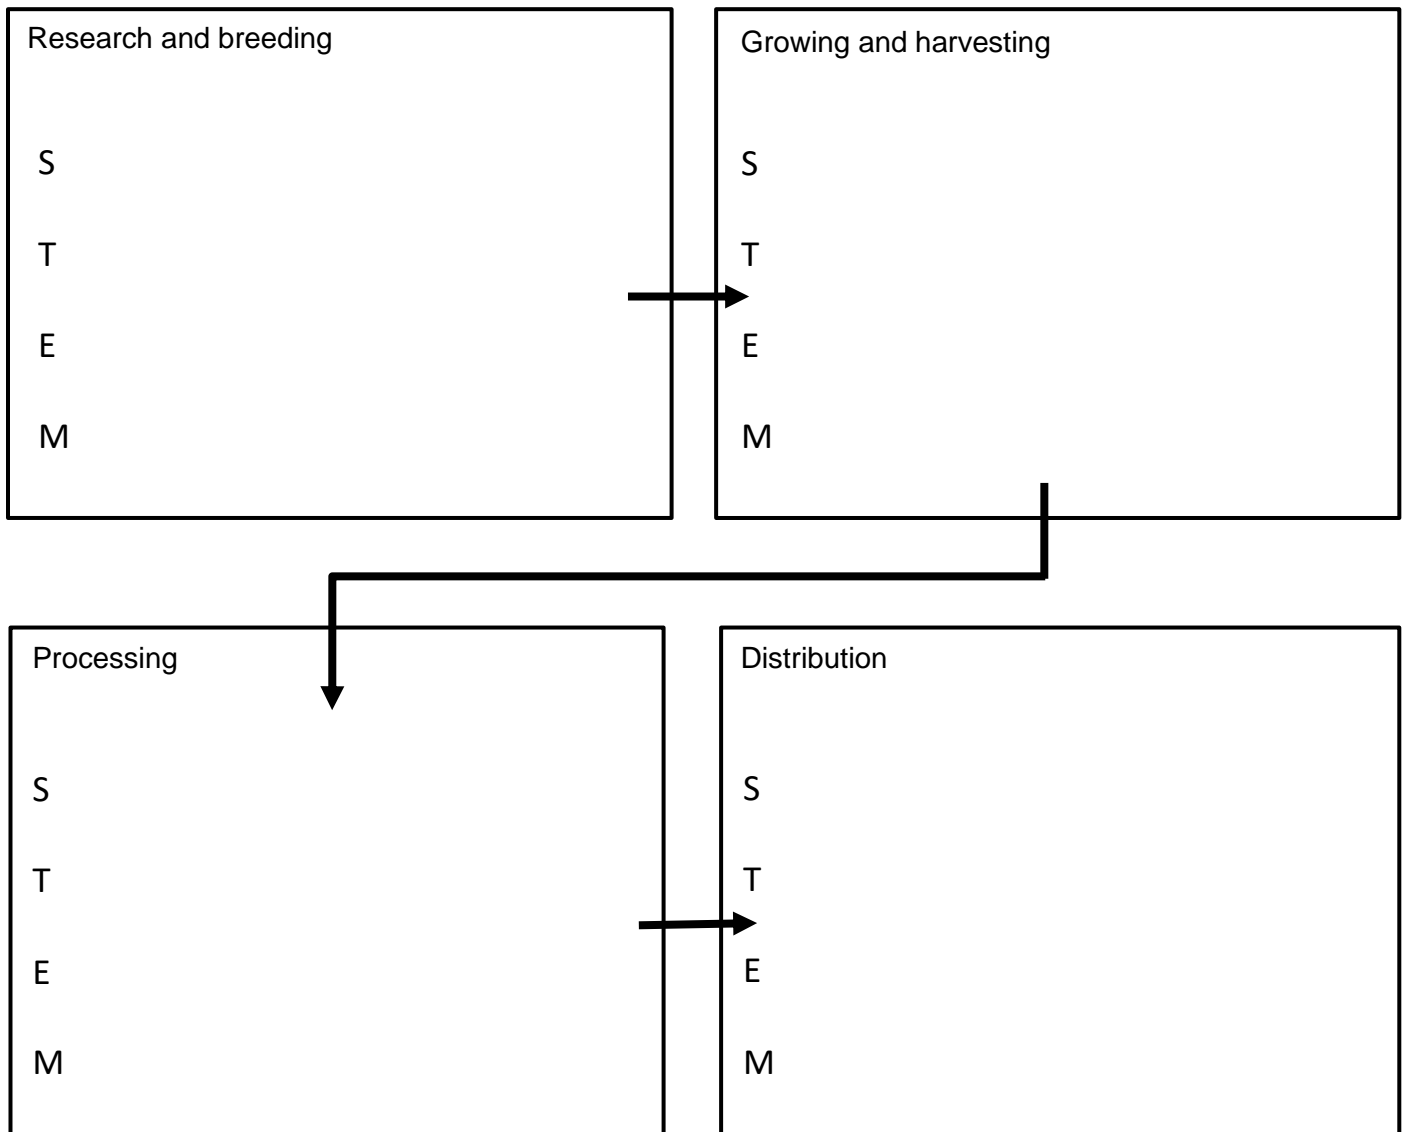 Research and breeding
S
T
E
M
Growing and harvesting
S
T
E
M
Processing
S
T
E
M
Distribution
S
T
E
M